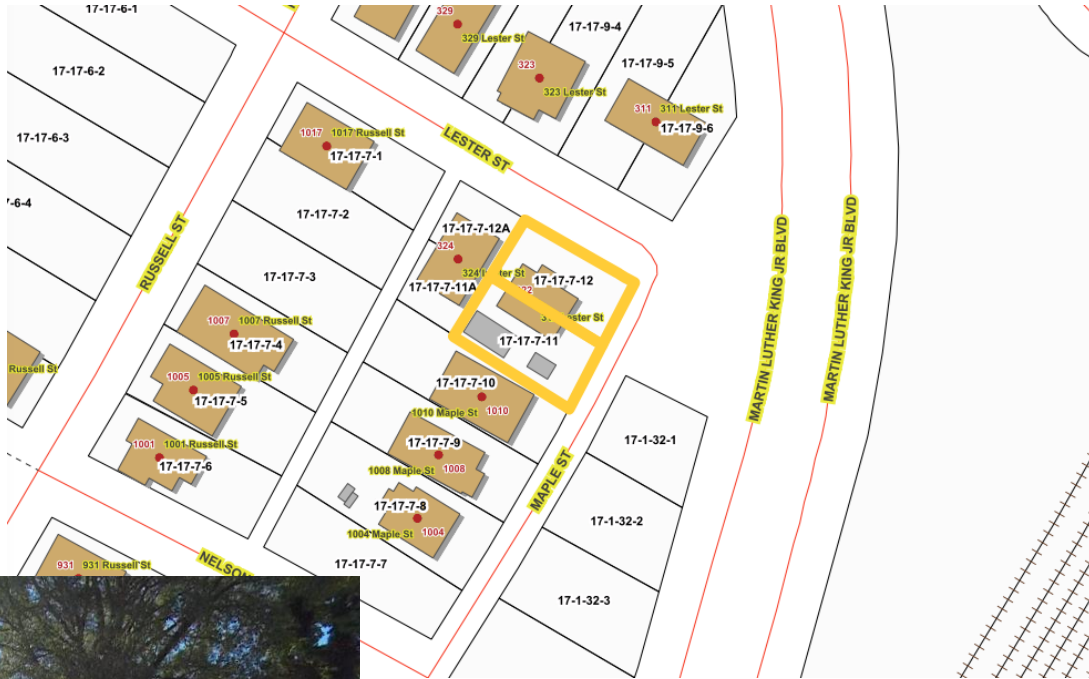 17-17-6-1
17-17-6-2
17-17-6-3
-6-4
329
329 Lester St
17-17-9-4
323
323 Lester St
17-17-9-5
311
311 Lester St
17-17-9-6
LESTER ST
1017
1017 Russell St
17-17-7-1
17-17-7-2
17-17-7-3
RUSSELL ST
17-17-7-12A
324
324 Lester St
17-17-7-11A
17-17-7-12
22
17-17-7-11
1007
1007 Russell St
17-17-7-4
1005
1005 Russell St
17-17-7-5
1001
1001 Russell St
17-17-7-6
Russell St
17-17-7-10
1010 Maple St
1010
17-17-7-9
1008 Maple St
1008
17-17-7-8
1004 Maple St
1004
17-17-7-7
MAPLE ST
17-1-32-1
17-1-32-2
17-1-32-3
MARTIN LUTHER KING JR BLVD
MARTIN LUTHER KING JR BLVD
931
931 Russell St
NELSON